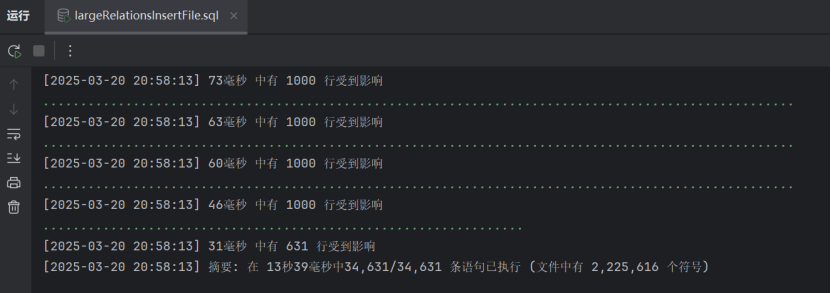 运行 largeRelationsInsertFile.sql
[2025-03-20 20:58:13] 73毫秒 中有 1000 行受到影响
[2025-03-20 20:58:13] 63毫秒 中有 1000 行受到影响
[2025-03-20 20:58:13] 60毫秒 中有 1000 行受到影响
[2025-03-20 20:58:13] 46毫秒 中有 1000 行受到影响
[2025-03-20 20:58:13] 31毫秒 中有 631 行受到影响
[2025-03-20 20:58:13] 摘要: 在 13秒39毫秒中34,631/34,631 条语句已执行 (文件中有 2,225,616 个符号)